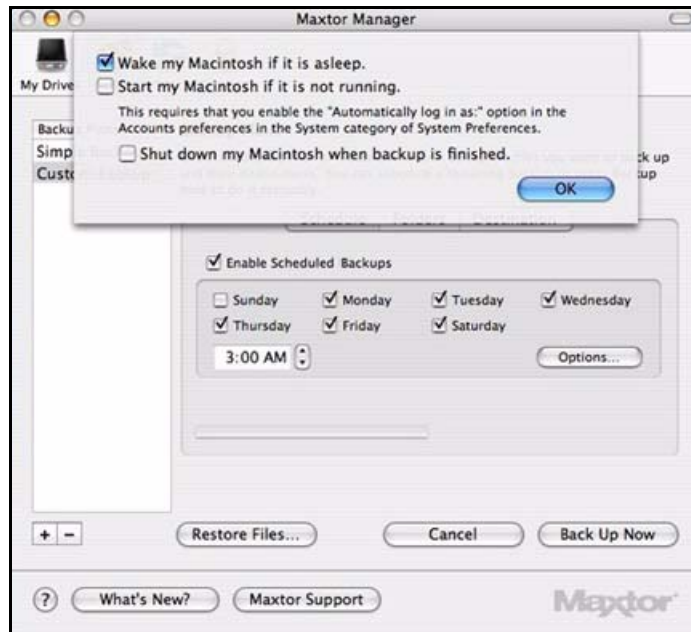 Maxtor Manager
Wake my Macintosh if it is asleep.
Start my Macintosh if it is not running.
This requires that you enable the "Automatically log in as:" option in the
Accounts preferences in the System category of System Preferences.
Shut down my Macintosh when backup is finished.
OK
My Drive
Backu
Simp
Custo
ck up
kup
Schedule Folders Destination
Enable Scheduled Backups
Sunday Monday Tuesday Wednesday
Thursday Friday Saturday
3:00 AM Options...
+ -
Restore Files... Cancel Back Up Now
? What's New? Maxtor Support Maxtor